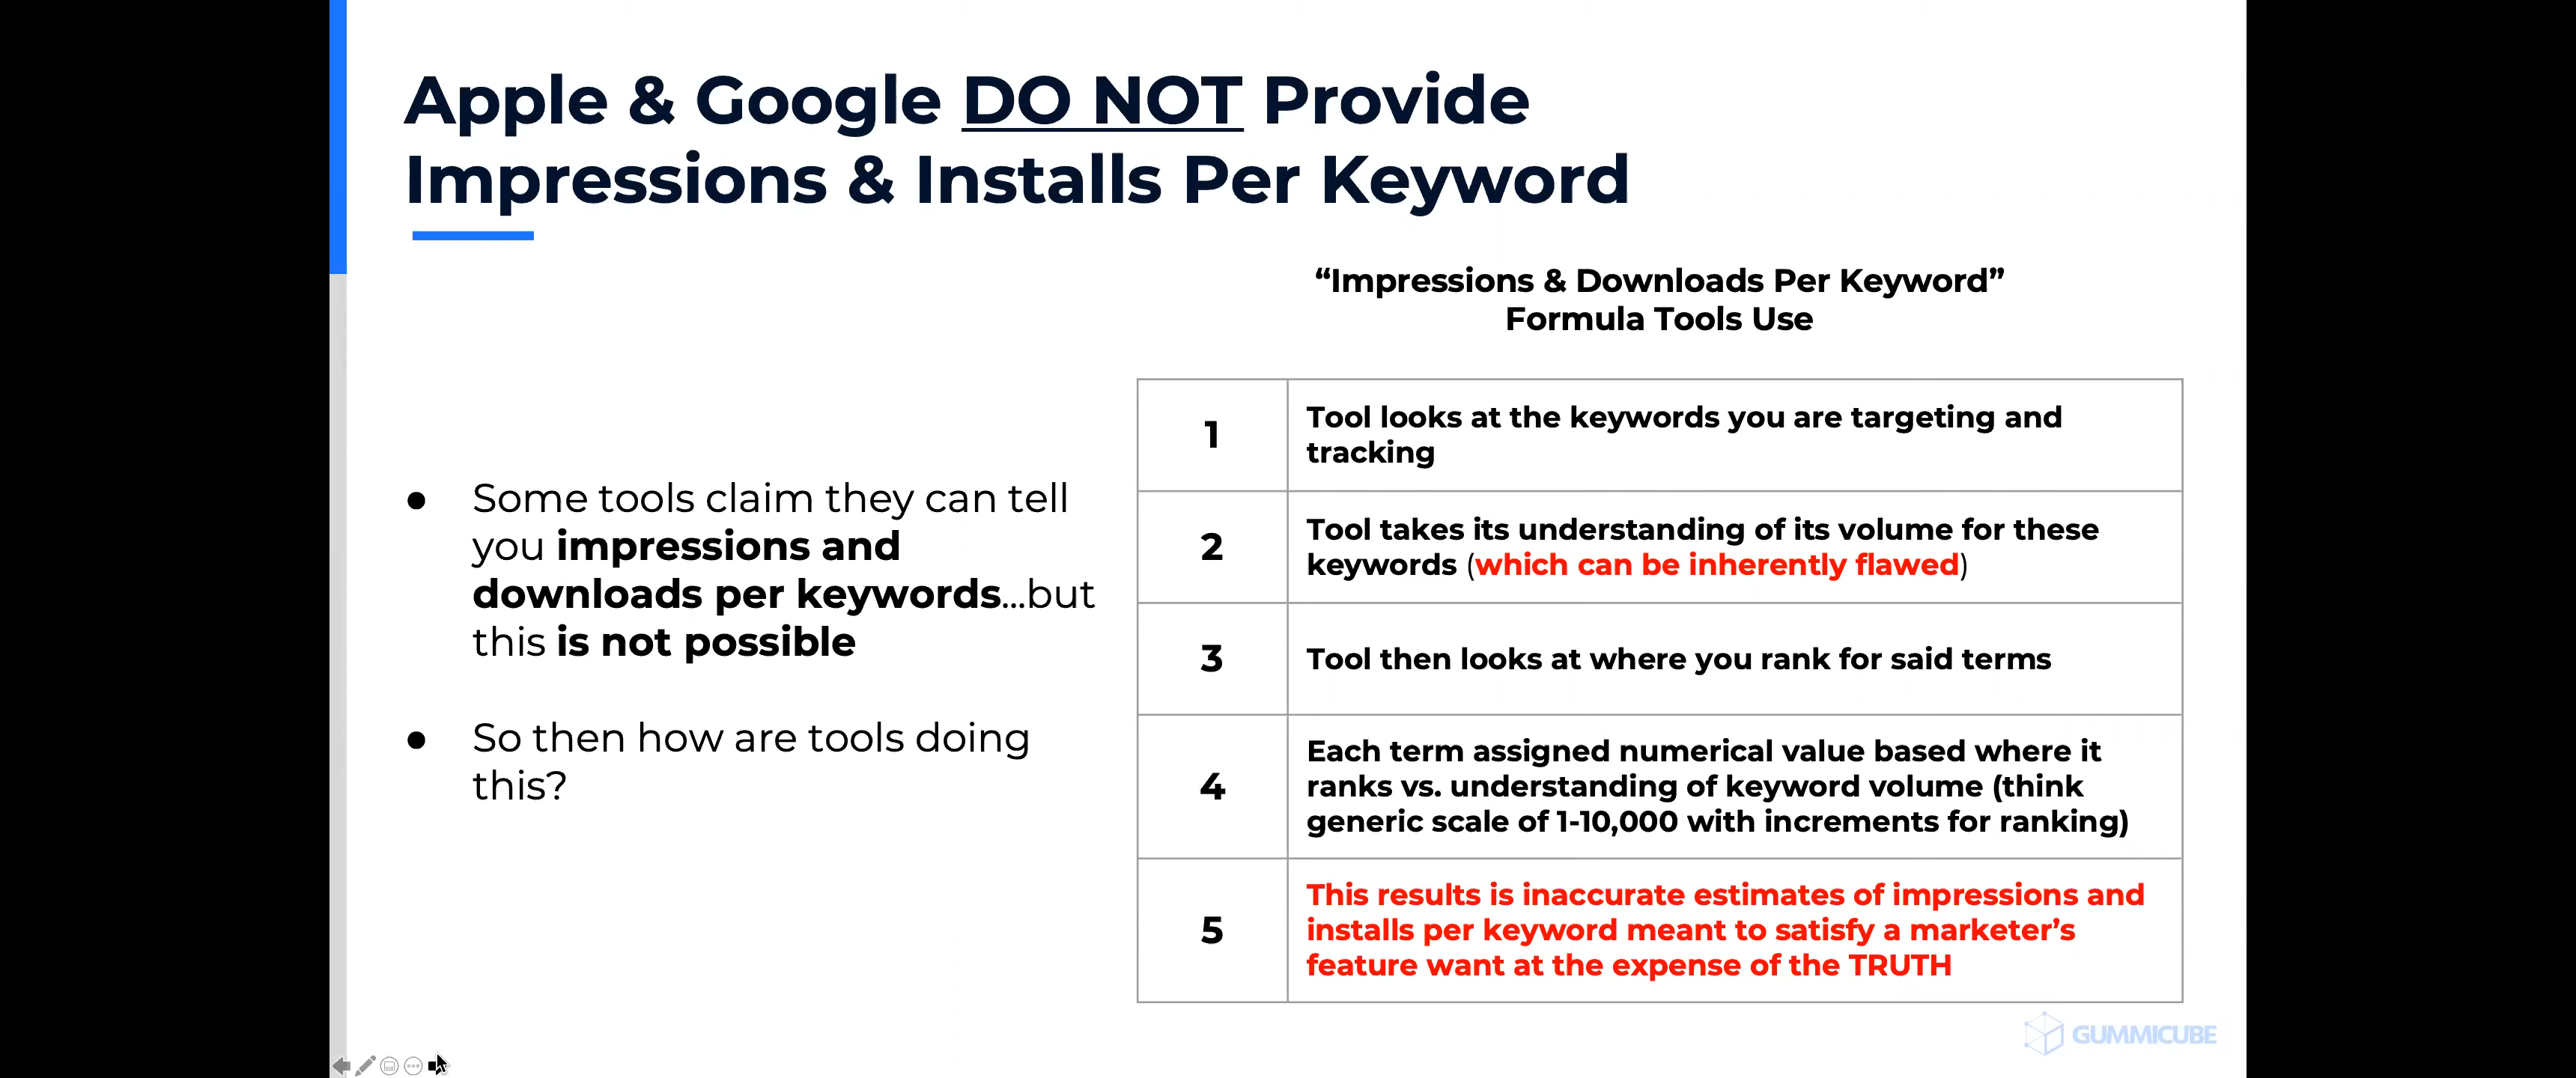 Apple & Google DO NOT Provide
Impressions & Installs Per Keyword
● Some tools claim they can tell
you impressions and
downloads per keywords...but
this is not possible
● So then how are tools doing
this?
“Impressions & Downloads Per Keyword”
Formula Tools Use
1 Tool looks at the keywords you are targeting and
tracking
2 Tool takes its understanding of its volume for these
keywords (which can be inherently flawed)
3 Tool then looks at where you rank for said terms
4 Each term assigned numerical value based where it
ranks vs. understanding of keyword volume (think
generic scale of 1-10,000 with increments for ranking)
5 This results is inaccurate estimates of impressions and
installs per keyword meant to satisfy a marketer’s
feature want at the expense of the TRUTH
GUMMICUBE